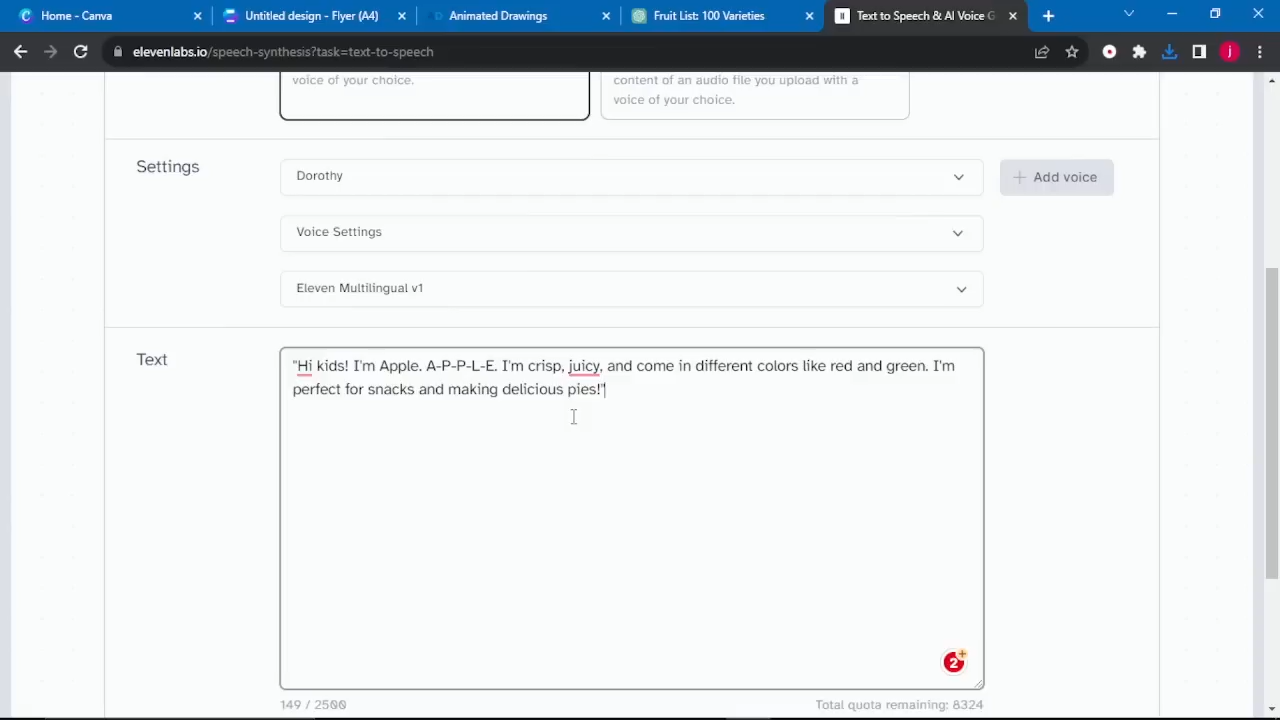 Home - Canva
Untitled design - Flyer (A4)
Animated Drawings
Fruit List: 100 Varieties
Text to Speech & AI Voice G
elevenlabs.io/speech-synthesis?task=text-to-speech
j
voice of your choice.
content of an audio file you upload with a
voice of your choice.
Settings
Dorothy
+ Add voice
Voice Settings
Eleven Multilingual v1
Text
"Hi kids! I'm Apple. A-P-P-L-E. I'm crisp, juicy, and come in different colors like red and green. I'm
perfect for snacks and making delicious pies!"
2+
149 / 2500
Total quota remaining: 8324